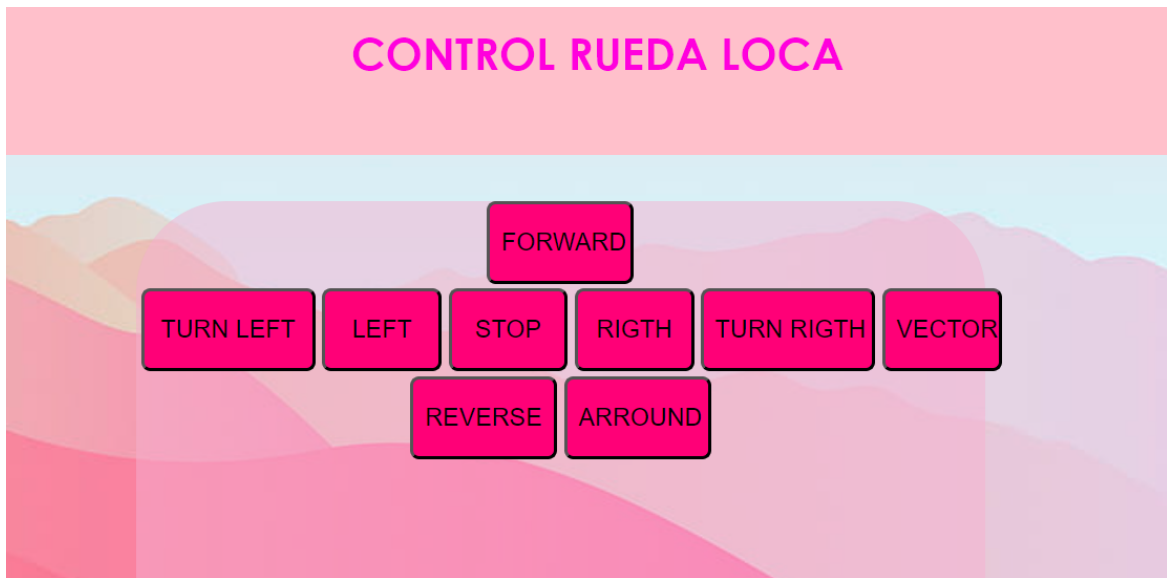 CONTROL RUEDA LOCA
FORWARD
TURN LEFT LEFT STOP RIGTH TURN RIGTH VECTOR
REVERSE ARROUND